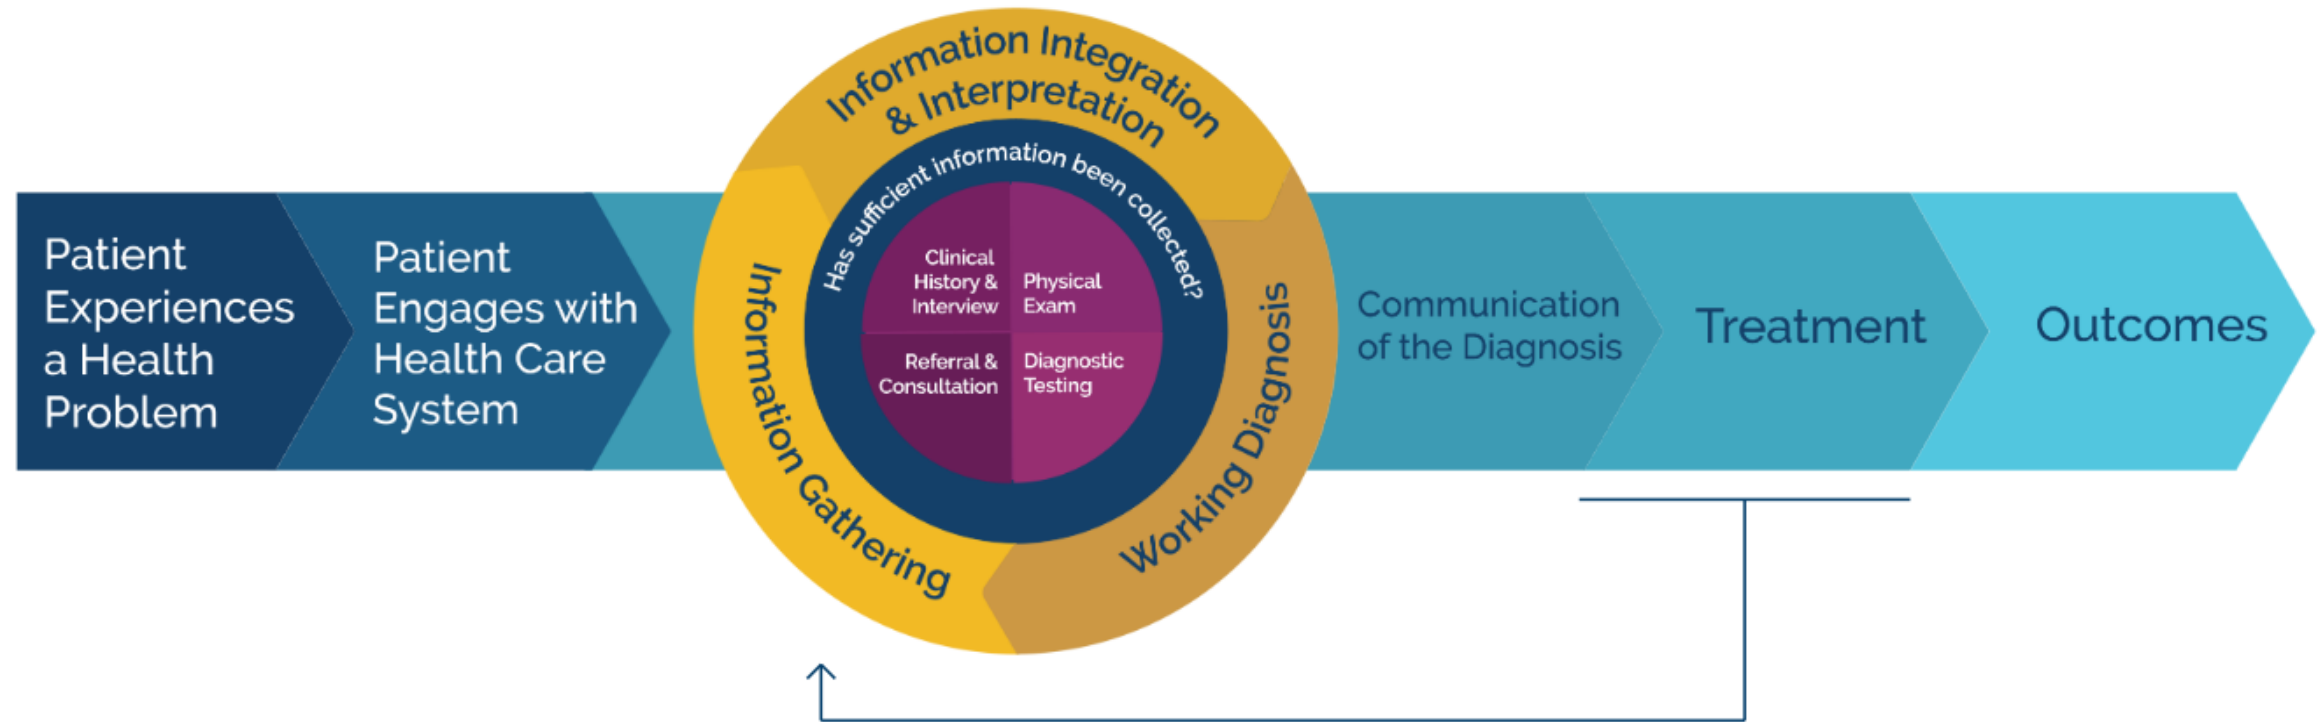 Patient
Experiences
a Health
Problem
Patient
Engages with
Health Care
System
Information Integration
& Interpretation
Has sufficient information been collected?
Clinical
History &
Interview
Physical
Exam
Referral &
Consultation
Diagnostic
Testing
Information Gathering
Working Diagnosis
Communication
of the Diagnosis
Treatment
Outcomes